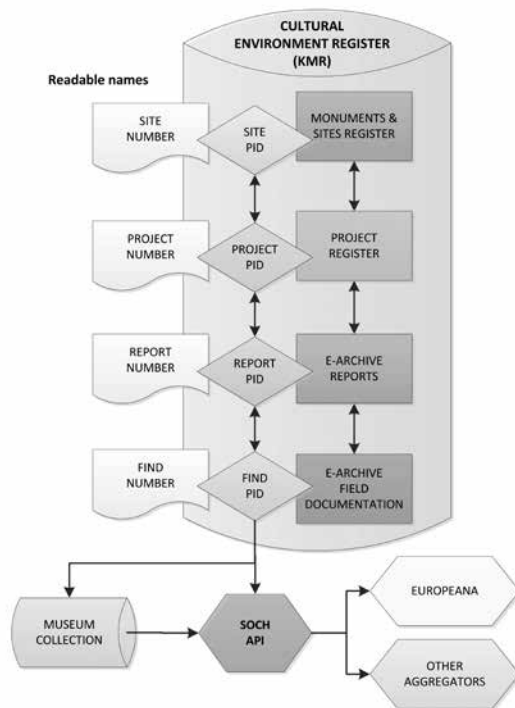 CULTURAL
ENVIRONMENT REGISTER
(KMR)
Readable names
SITE
NUMBER
SITE
PID
MONUMENTS &
SITES REGISTER
PROJECT
NUMBER
PROJECT
PID
PROJECT
REGISTER
REPORT
NUMBER
REPORT
PID
E-ARCHIVE
REPORTS
FIND
NUMBER
FIND
PID
E-ARCHIVE
FIELD
DOCUMENTATION
MUSEUM
COLLECTION
SOCH
API
EUROPEANA
OTHER
AGGREGATORS